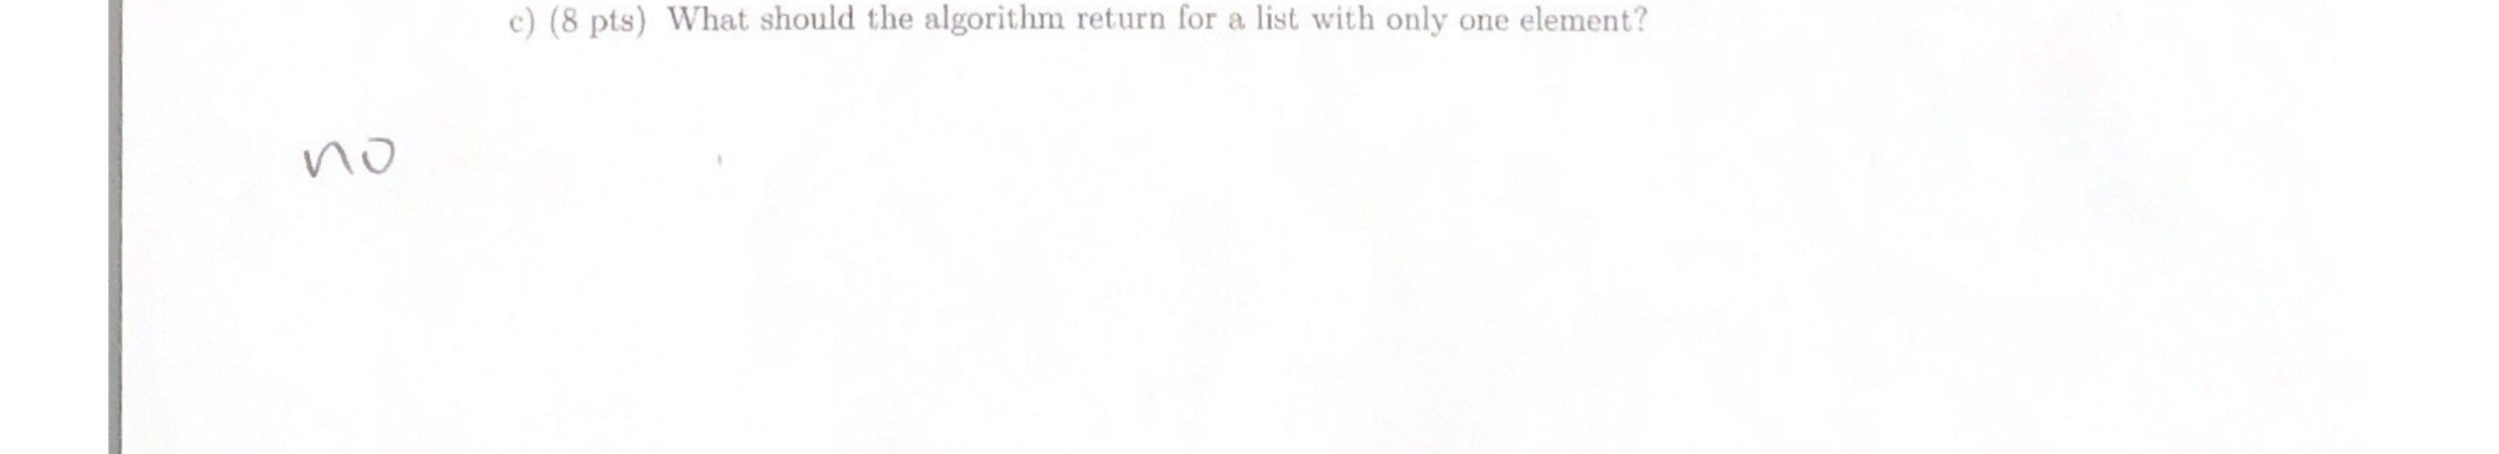 c) (8 pts) What should the algorithm return for a list with only one element?
no